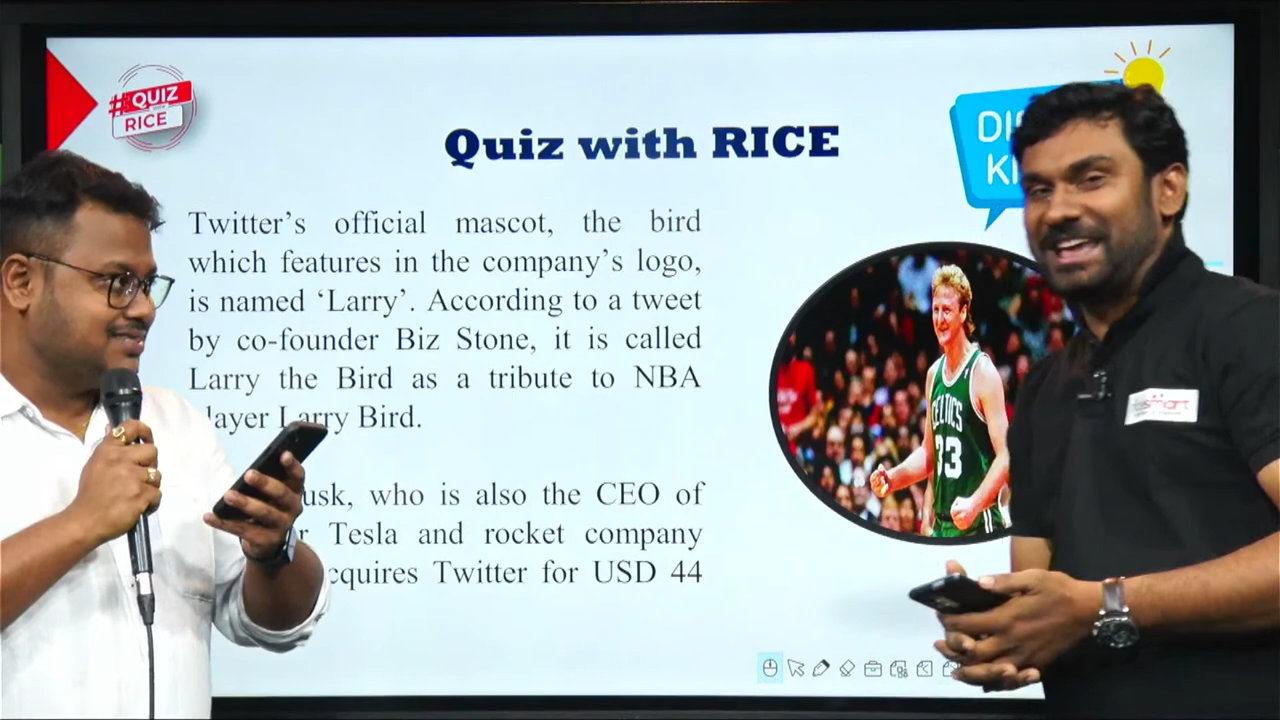 #QUIZ
WITH
RICE
Quiz with RICE
Twitter's official mascot, the bird
which features in the company's logo,
is named 'Larry'. According to a tweet
by co-founder Biz Stone, it is called
Larry the Bird as a tribute to NBA
layer Larry Bird.
usk, who is also the CEO of
r Tesla and rocket company
cquires Twitter for USD 44
CELTICS
33
smart